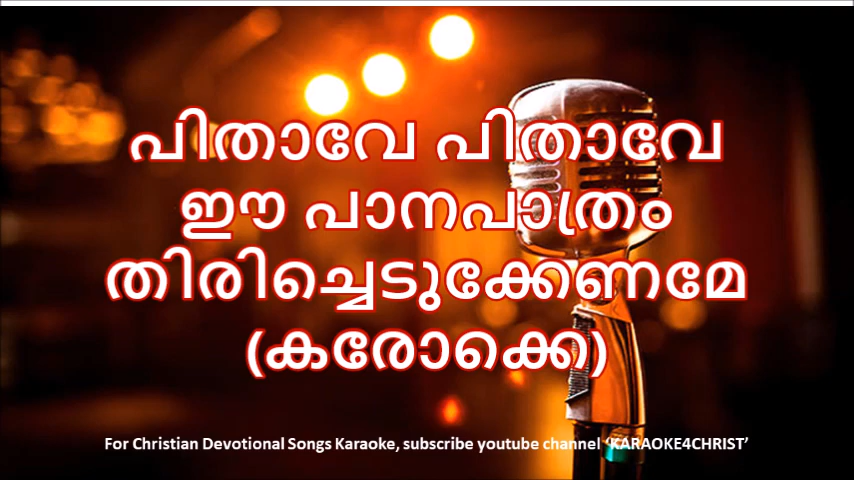 പിതാവേ പിതാവേ
ഈ പാനപാത്രം
തിരിച്ചെടുക്കേണമേ
(കരോക്കെ)
For Christian Devotional Songs Karaoke, subscribe youtube channel ‘KARAOKE4CHRIST’